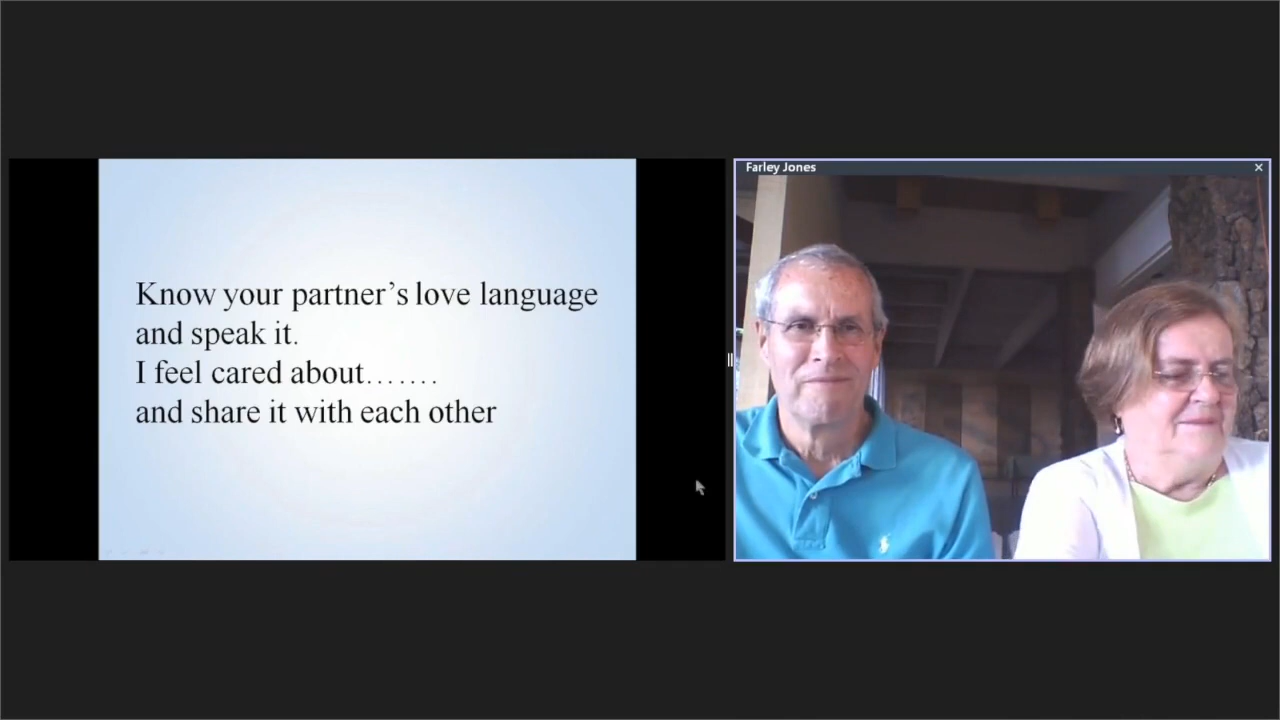 Know your partner’s love language
and speak it.
I feel cared about…….
and share it with each other
Farley Jones